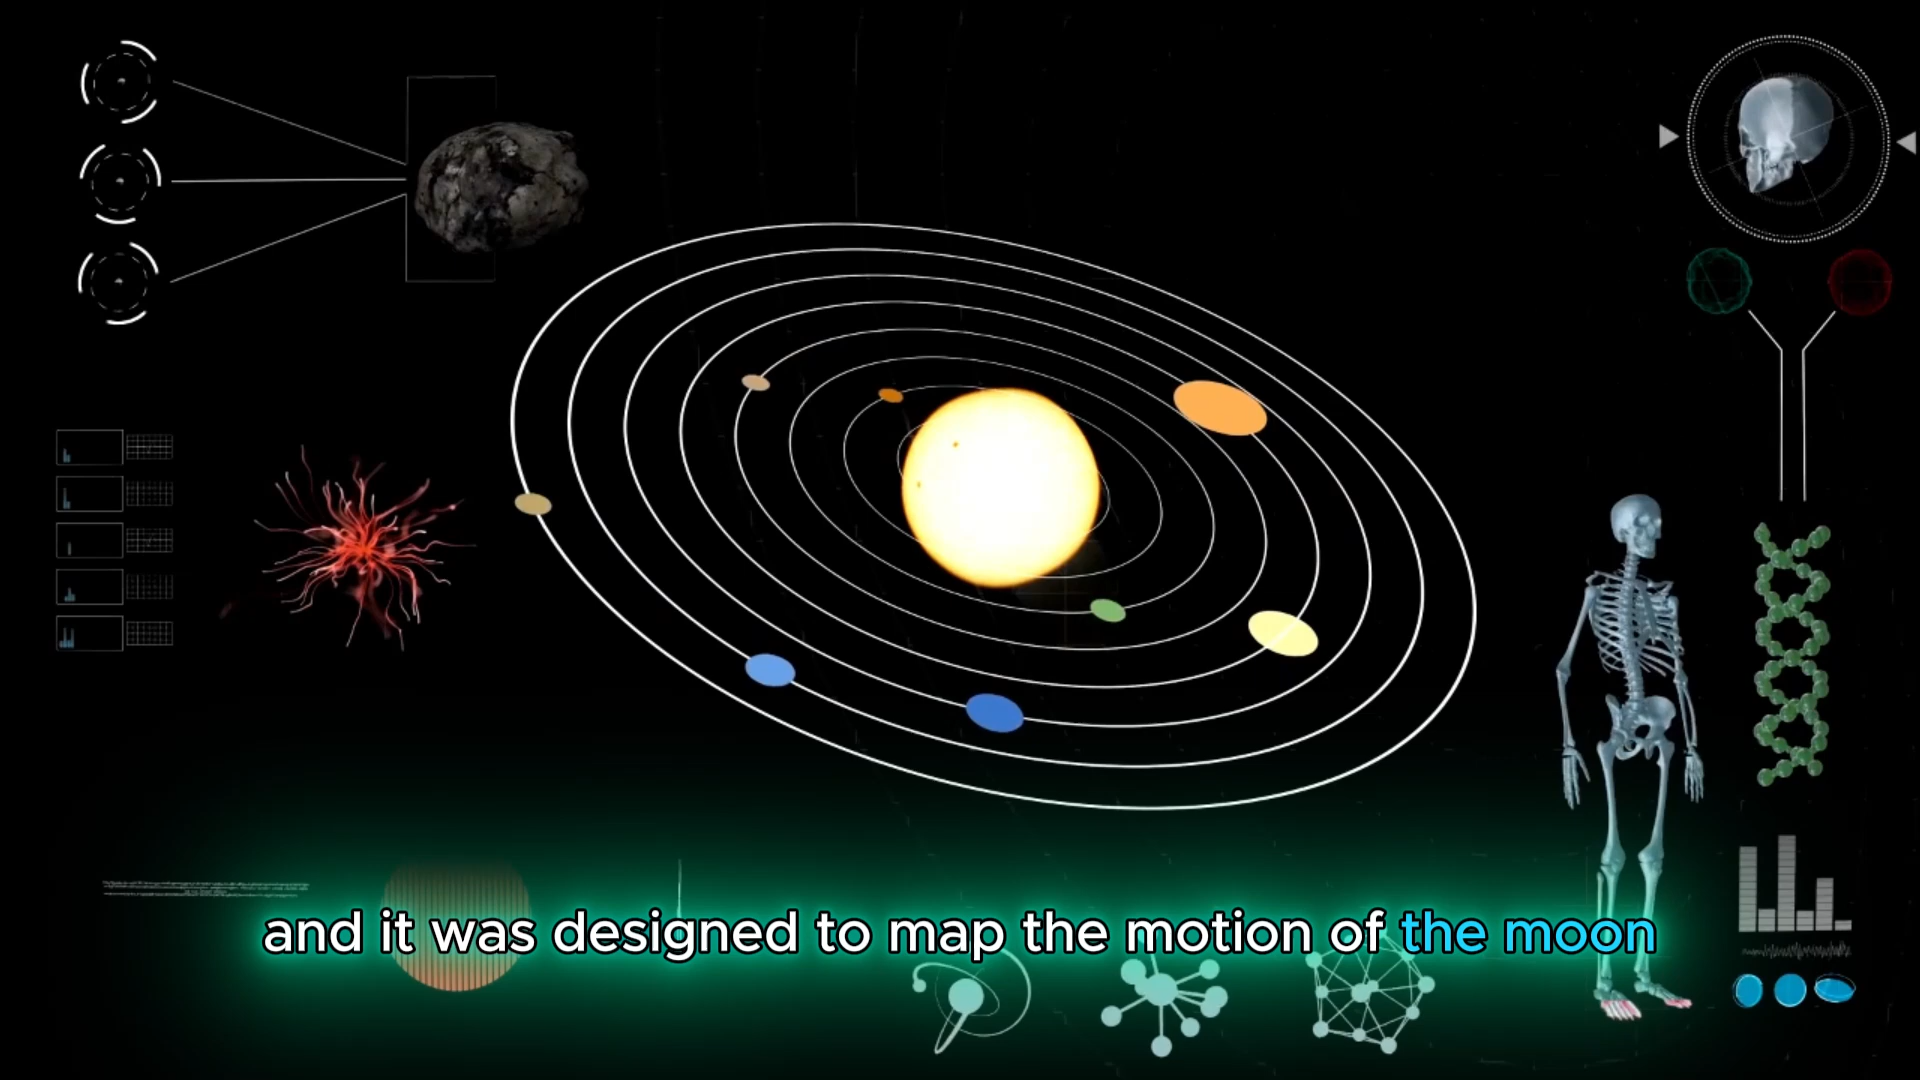 and it was designed to map the motion of the moon